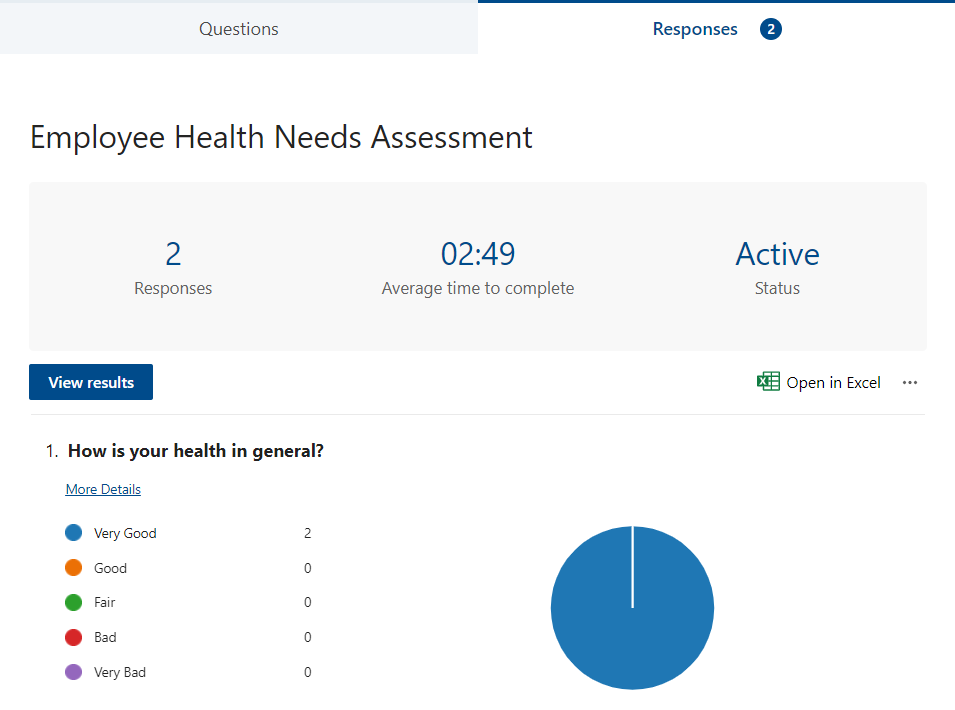 Questions
Responses 2
Employee Health Needs Assessment
2 02:49 Active
Responses Average time to complete Status
View results Open in Excel ...
1. How is your health in general?
More Details
Very Good 2
Good 0
Fair 0
Bad 0
Very Bad 0